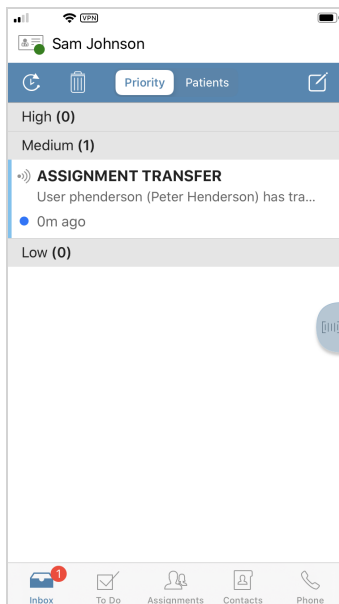 VPN
Sam Johnson
Priority Patients
High (0)
Medium (1)
ASSIGNMENT TRANSFER
User phenderson (Peter Henderson) has tra...
0m ago
Low (0)
1
Inbox To Do Assignments Contacts Phone